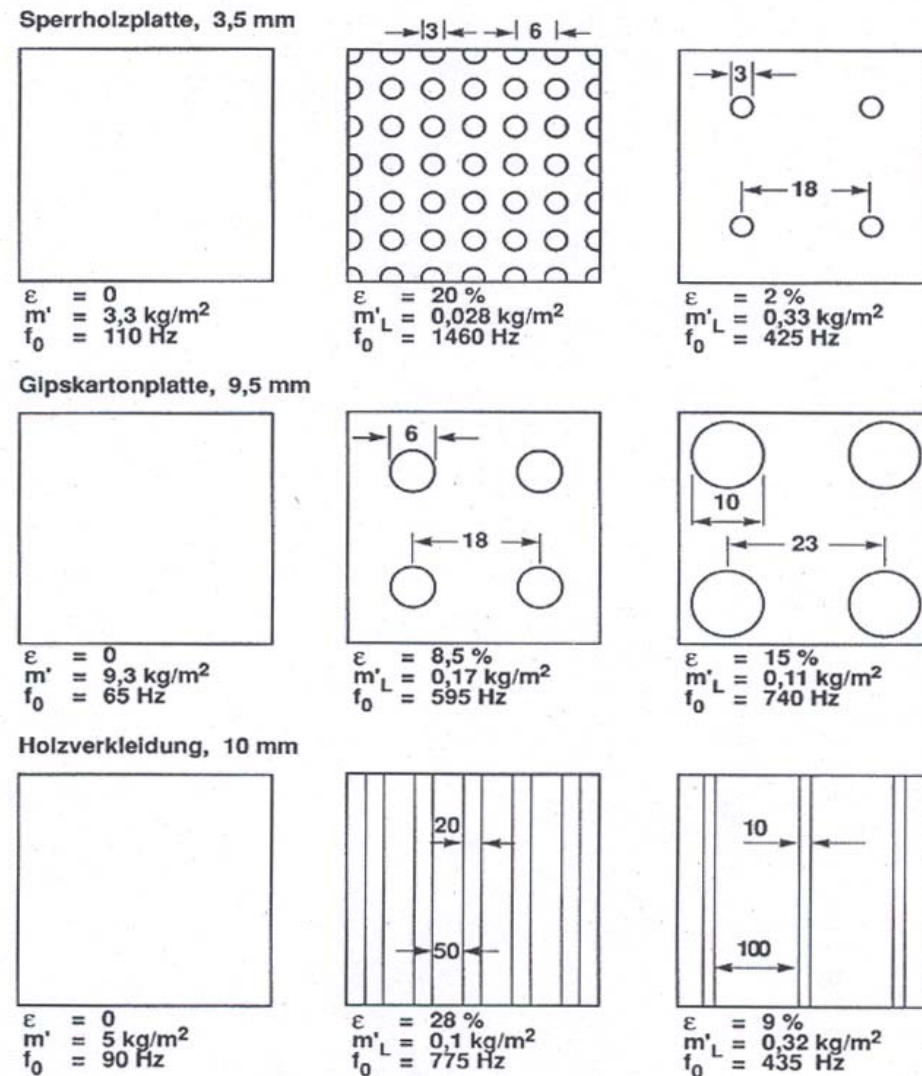 Sperrholzplatte, 3,5 mm
3
6
3
18
ε = 0
m' = 3,3 kg/m²
f₀ = 110 Hz
ε = 20 %
m'L = 0,028 kg/m²
f₀ = 1460 Hz
ε = 2 %
m'L = 0,33 kg/m²
f₀ = 425 Hz
Gipskartonplatte, 9,5 mm
6
18
10
23
ε = 0
m' = 9,3 kg/m²
f₀ = 65 Hz
ε = 8,5 %
m'L = 0,17 kg/m²
f₀ = 595 Hz
ε = 15 %
m'L = 0,11 kg/m²
f₀ = 740 Hz
Holzverkleidung, 10 mm
20
50
10
100
ε = 0
m' = 5 kg/m²
f₀ = 90 Hz
ε = 28 %
m'L = 0,1 kg/m²
f₀ = 775 Hz
ε = 9 %
m'L = 0,32 kg/m²
f₀ = 435 Hz